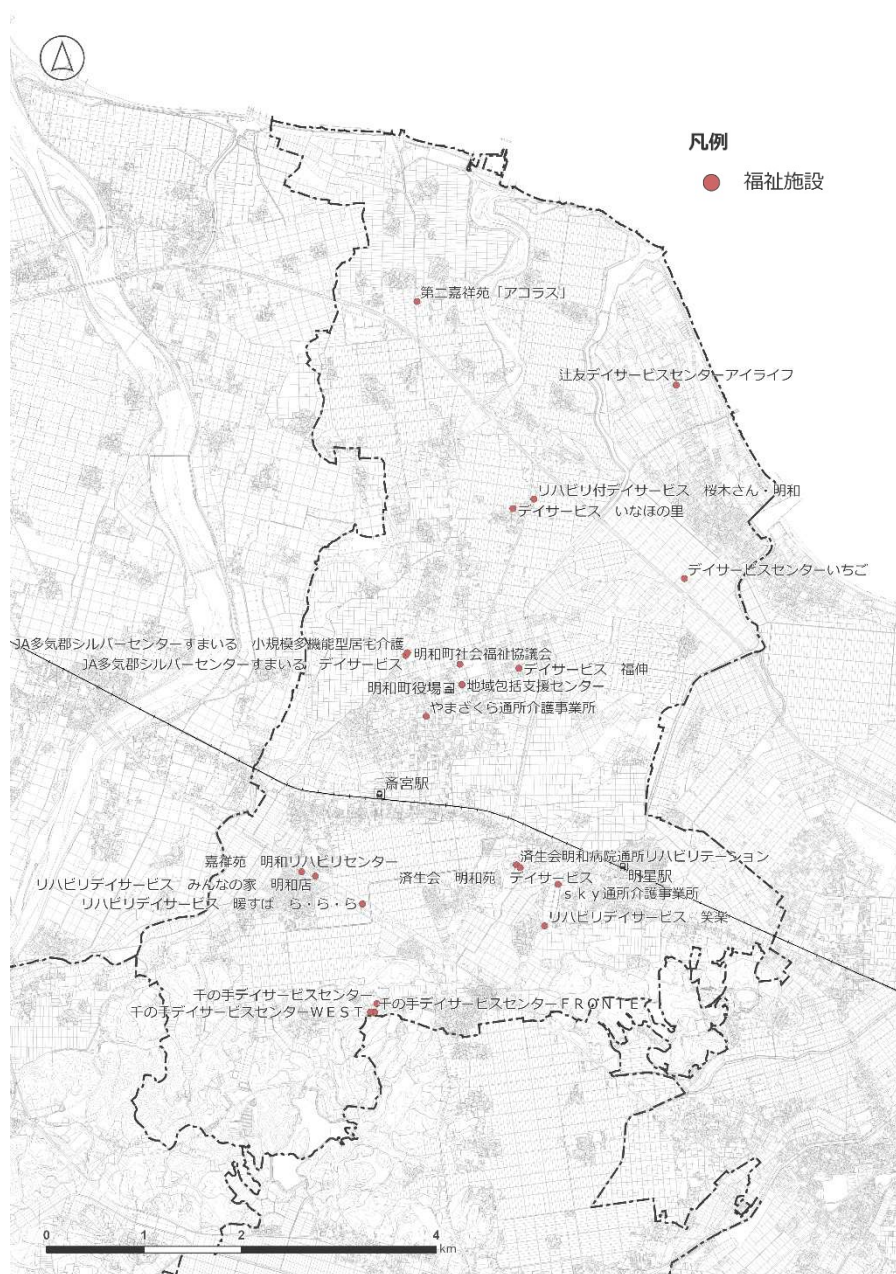 凡例
福祉施設
第二嘉祥苑「アコラス」
辻友デイサービスセンターアイライフ
リハビリ付デイサービス 桜木さん・明和
デイサービス いなほの里
デイサービスセンターいちご
JA多気郡シルバーセンターすまいる 小規模多機能型居宅介護
明和町社会福祉協議会
JA多気郡シルバーセンターすまいる デイサービス
デイサービス 福伸
明和町役場
地域包括支援センター
やまざくら通所介護事業所
斎宮駅
嘉祥苑 明和リハビリセンター
済生会明和病院通所リハビリテーション
リハビリデイサービス みんなの家 明和店
済生会 明和苑 デイサービス
明星駅
リハビリデイサービス 暖すば ら・ら・ら
ｓｋｙ通所介護事業所
リハビリデイサービス 笑楽
千の手デイサービスセンター
千の手デイサービスセンターＦＲＯＮＴＩＥＲ
千の手デイサービスセンターＷＥＳＴ
0 1 2 4
km